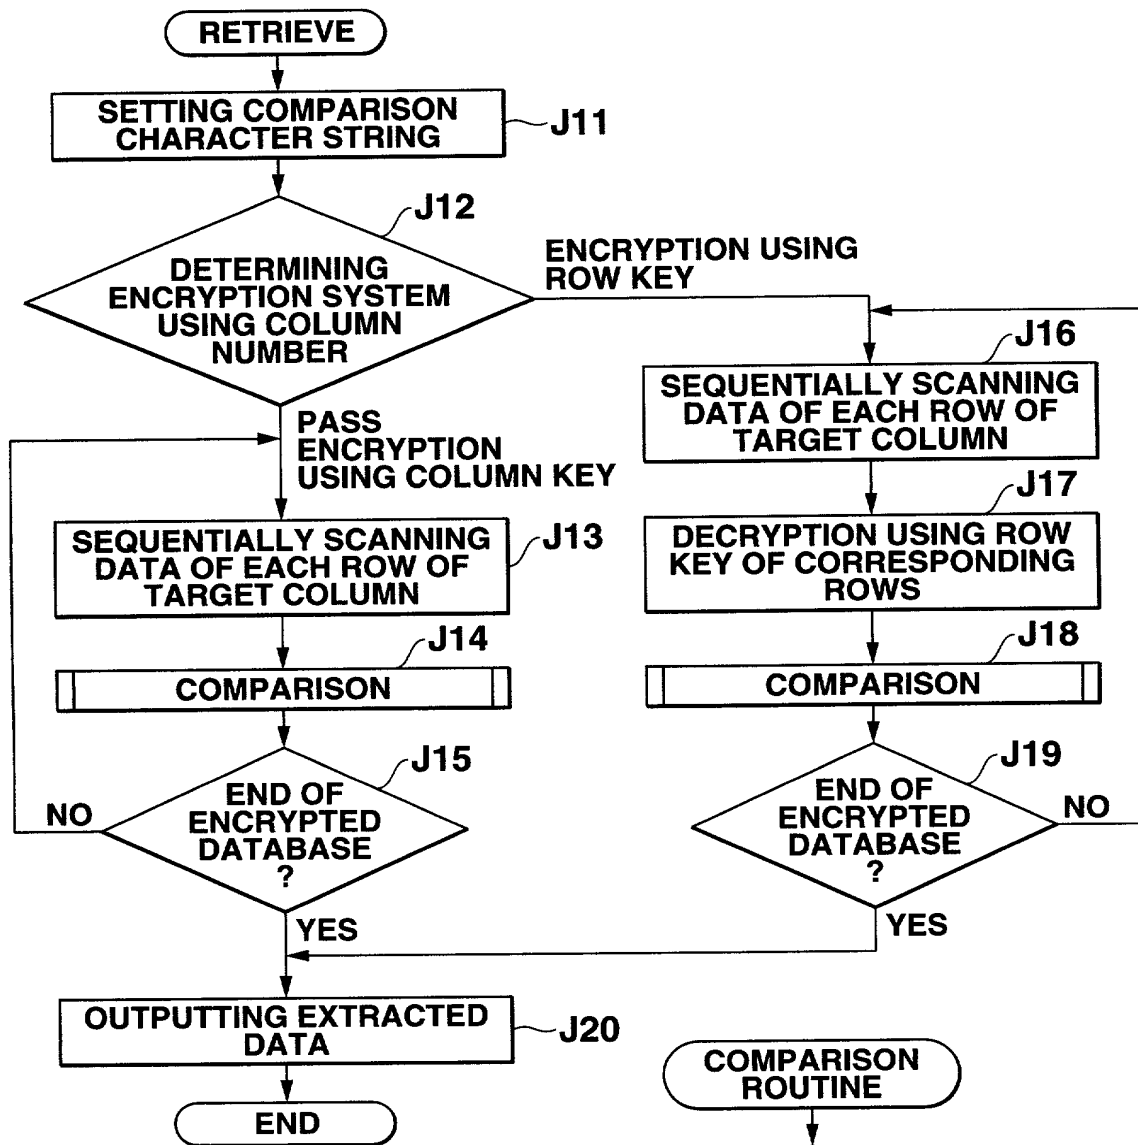 RETRIEVE
SETTING COMPARISON
CHARACTER STRING
J11
J12
DETERMINING
ENCRYPTION SYSTEM
USING COLUMN
NUMBER
ENCRYPTION USING
ROW KEY
PASS
ENCRYPTION
USING COLUMN KEY
SEQUENTIALLY SCANNING
DATA OF EACH ROW OF
TARGET COLUMN
J13
J14
COMPARISON
J15
END OF
ENCRYPTED
DATABASE
?
NO
YES
J16
SEQUENTIALLY SCANNING
DATA OF EACH ROW OF
TARGET COLUMN
J17
DECRYPTION USING ROW
KEY OF CORRESPONDING
ROWS
J18
COMPARISON
J19
END OF
ENCRYPTED
DATABASE
?
NO
YES
OUTPUTTING EXTRACTED
DATA
J20
END
COMPARISON
ROUTINE